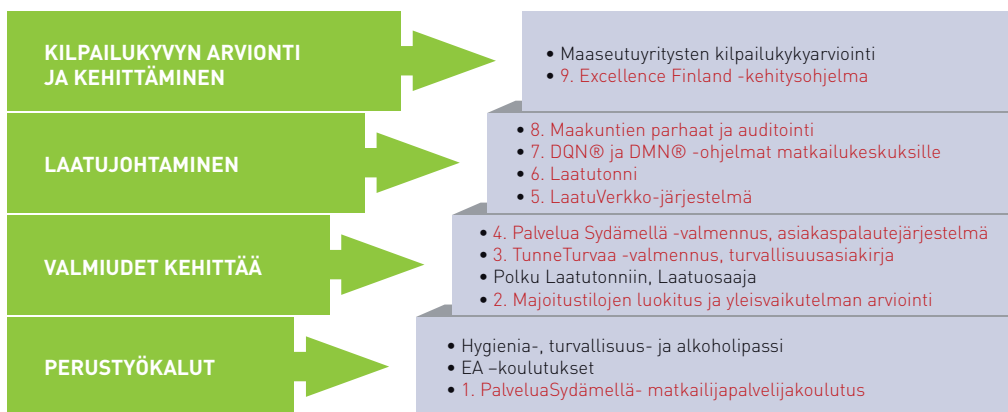 KILPAILUKYVYN ARVIONTI
JA KEHITTÄMINEN
• Maaseutuyritysten kilpailukykyarviointi
• 9. Excellence Finland -kehitysohjelma
LAATUJOHTAMINEN
• 8. Maakuntien parhaat ja auditointi
• 7. DQN® ja DMN® -ohjelmat matkailukeskuksille
• 6. Laatutonni
• 5. LaatuVerkko-järjestelmä
VALMIUDET KEHITTÄÄ
• 4. Palvelua Sydämellä -valmennus, asiakaspalautejärjestelmä
• 3. TunneTurvaa -valmennus, turvallisuusasiakirja
• Polku Laatutonniin, Laatuosaaja
• 2. Majoitustilojen luokitus ja yleisvaikutelman arviointi
PERUSTYÖKALUT
• Hygienia-, turvallisuus- ja alkoholipassi
• EA –koulutukset
• 1. PalveluaSydämellä- matkailijapalvelijakoulutus